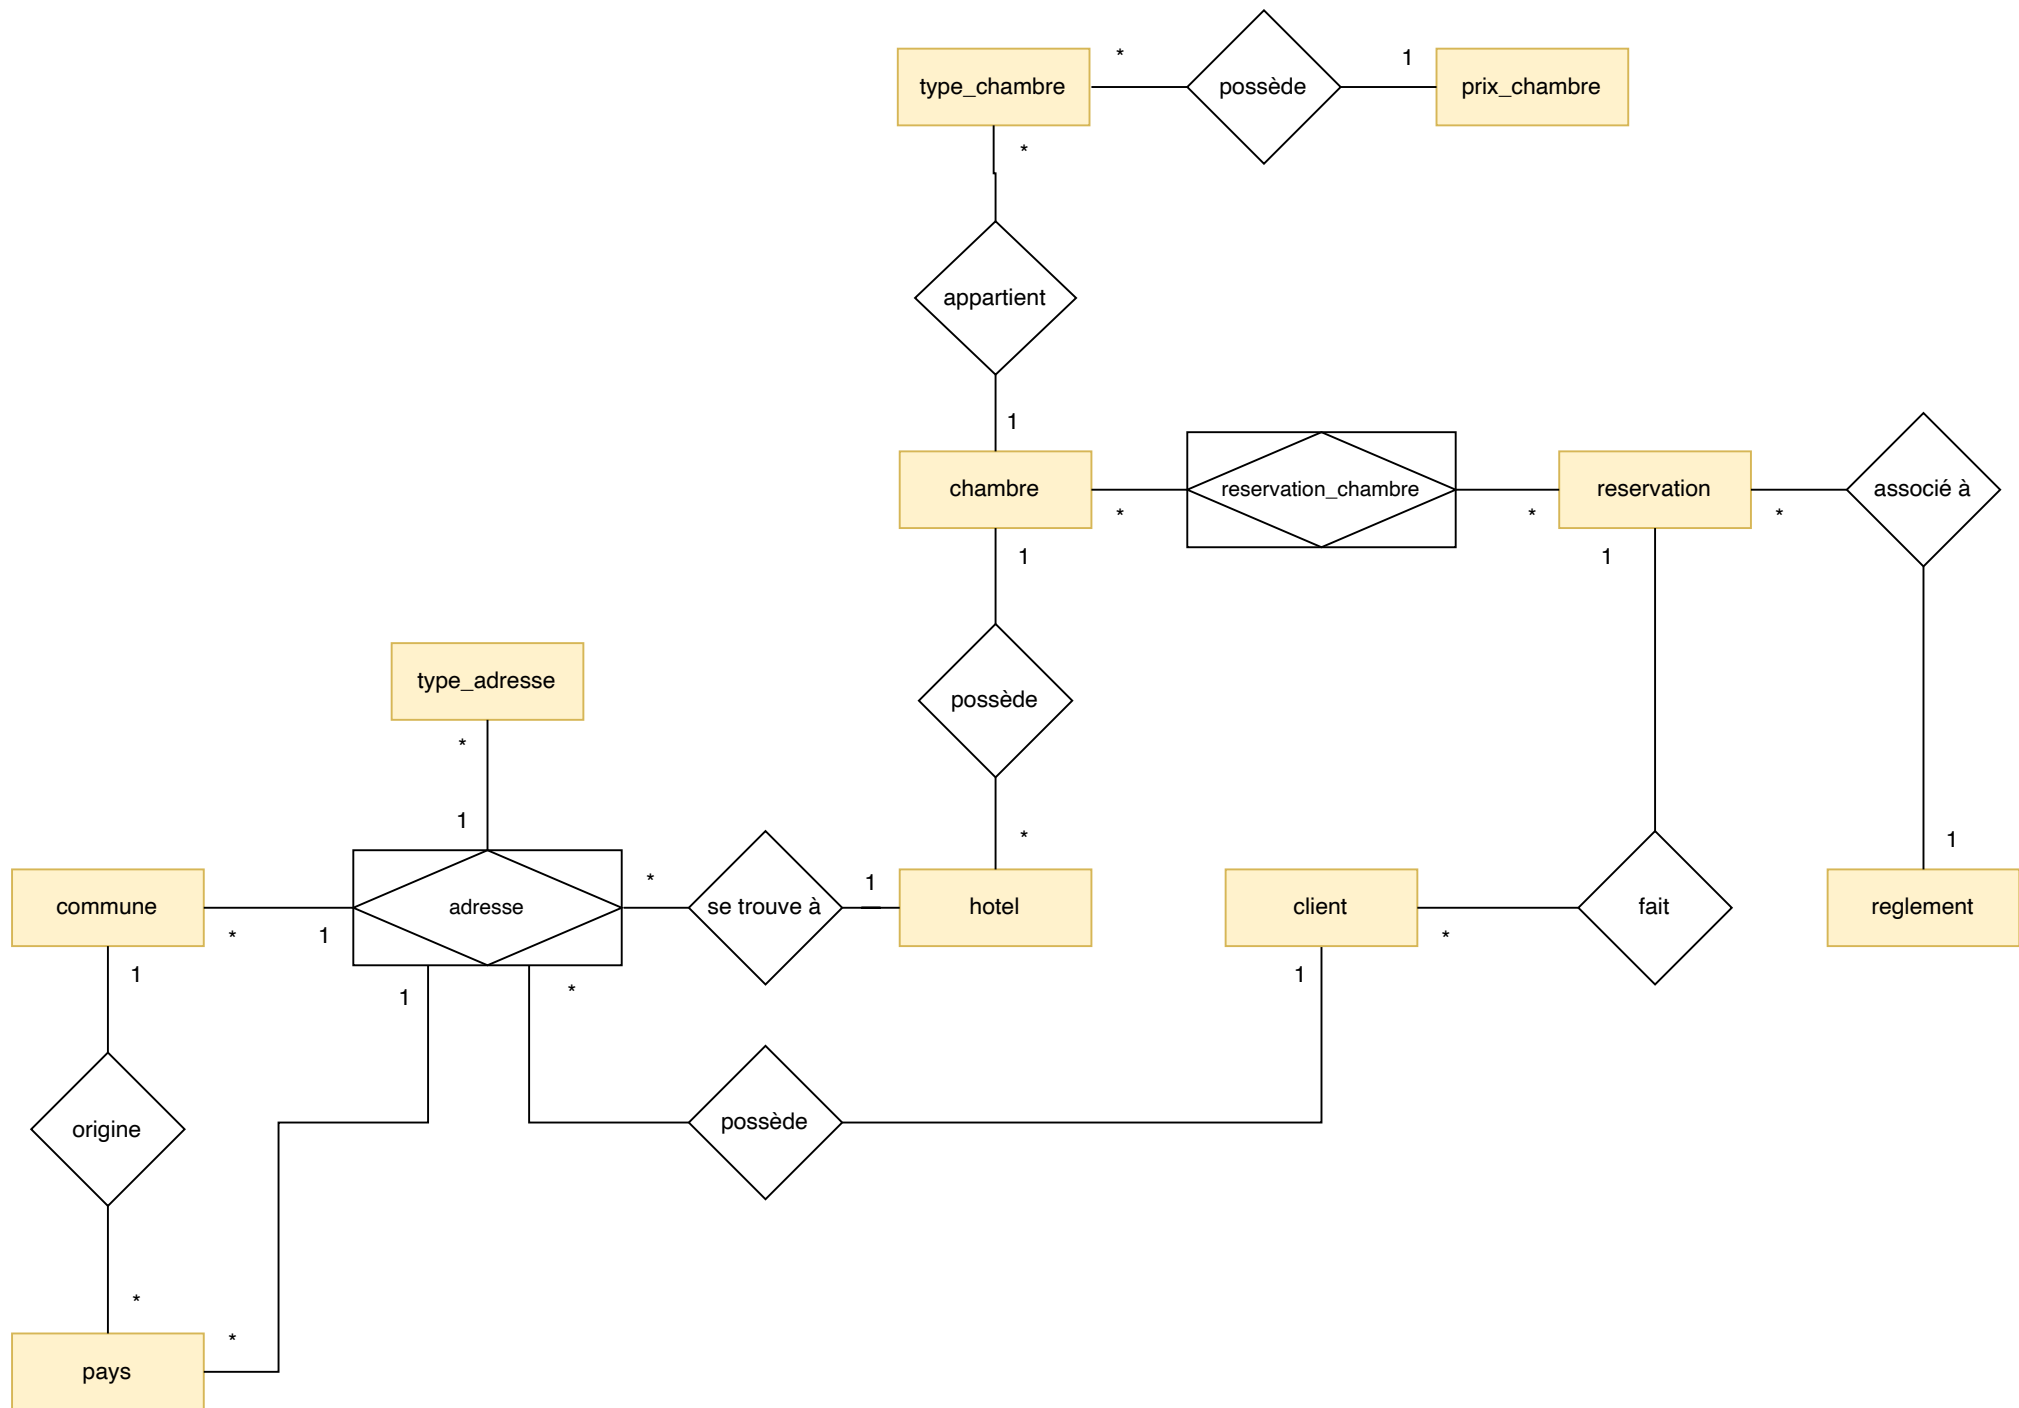 * 1
type_chambre possède prix_chambre
*
appartient
1
chambre reservation_chambre reservation associé à
* * *
1 1
type_adresse
possède
*
1 * 1
* 1
commune adresse se trouve à hotel client fait reglement
* 1 *
1 1 * 1
origine possède
*
*
pays